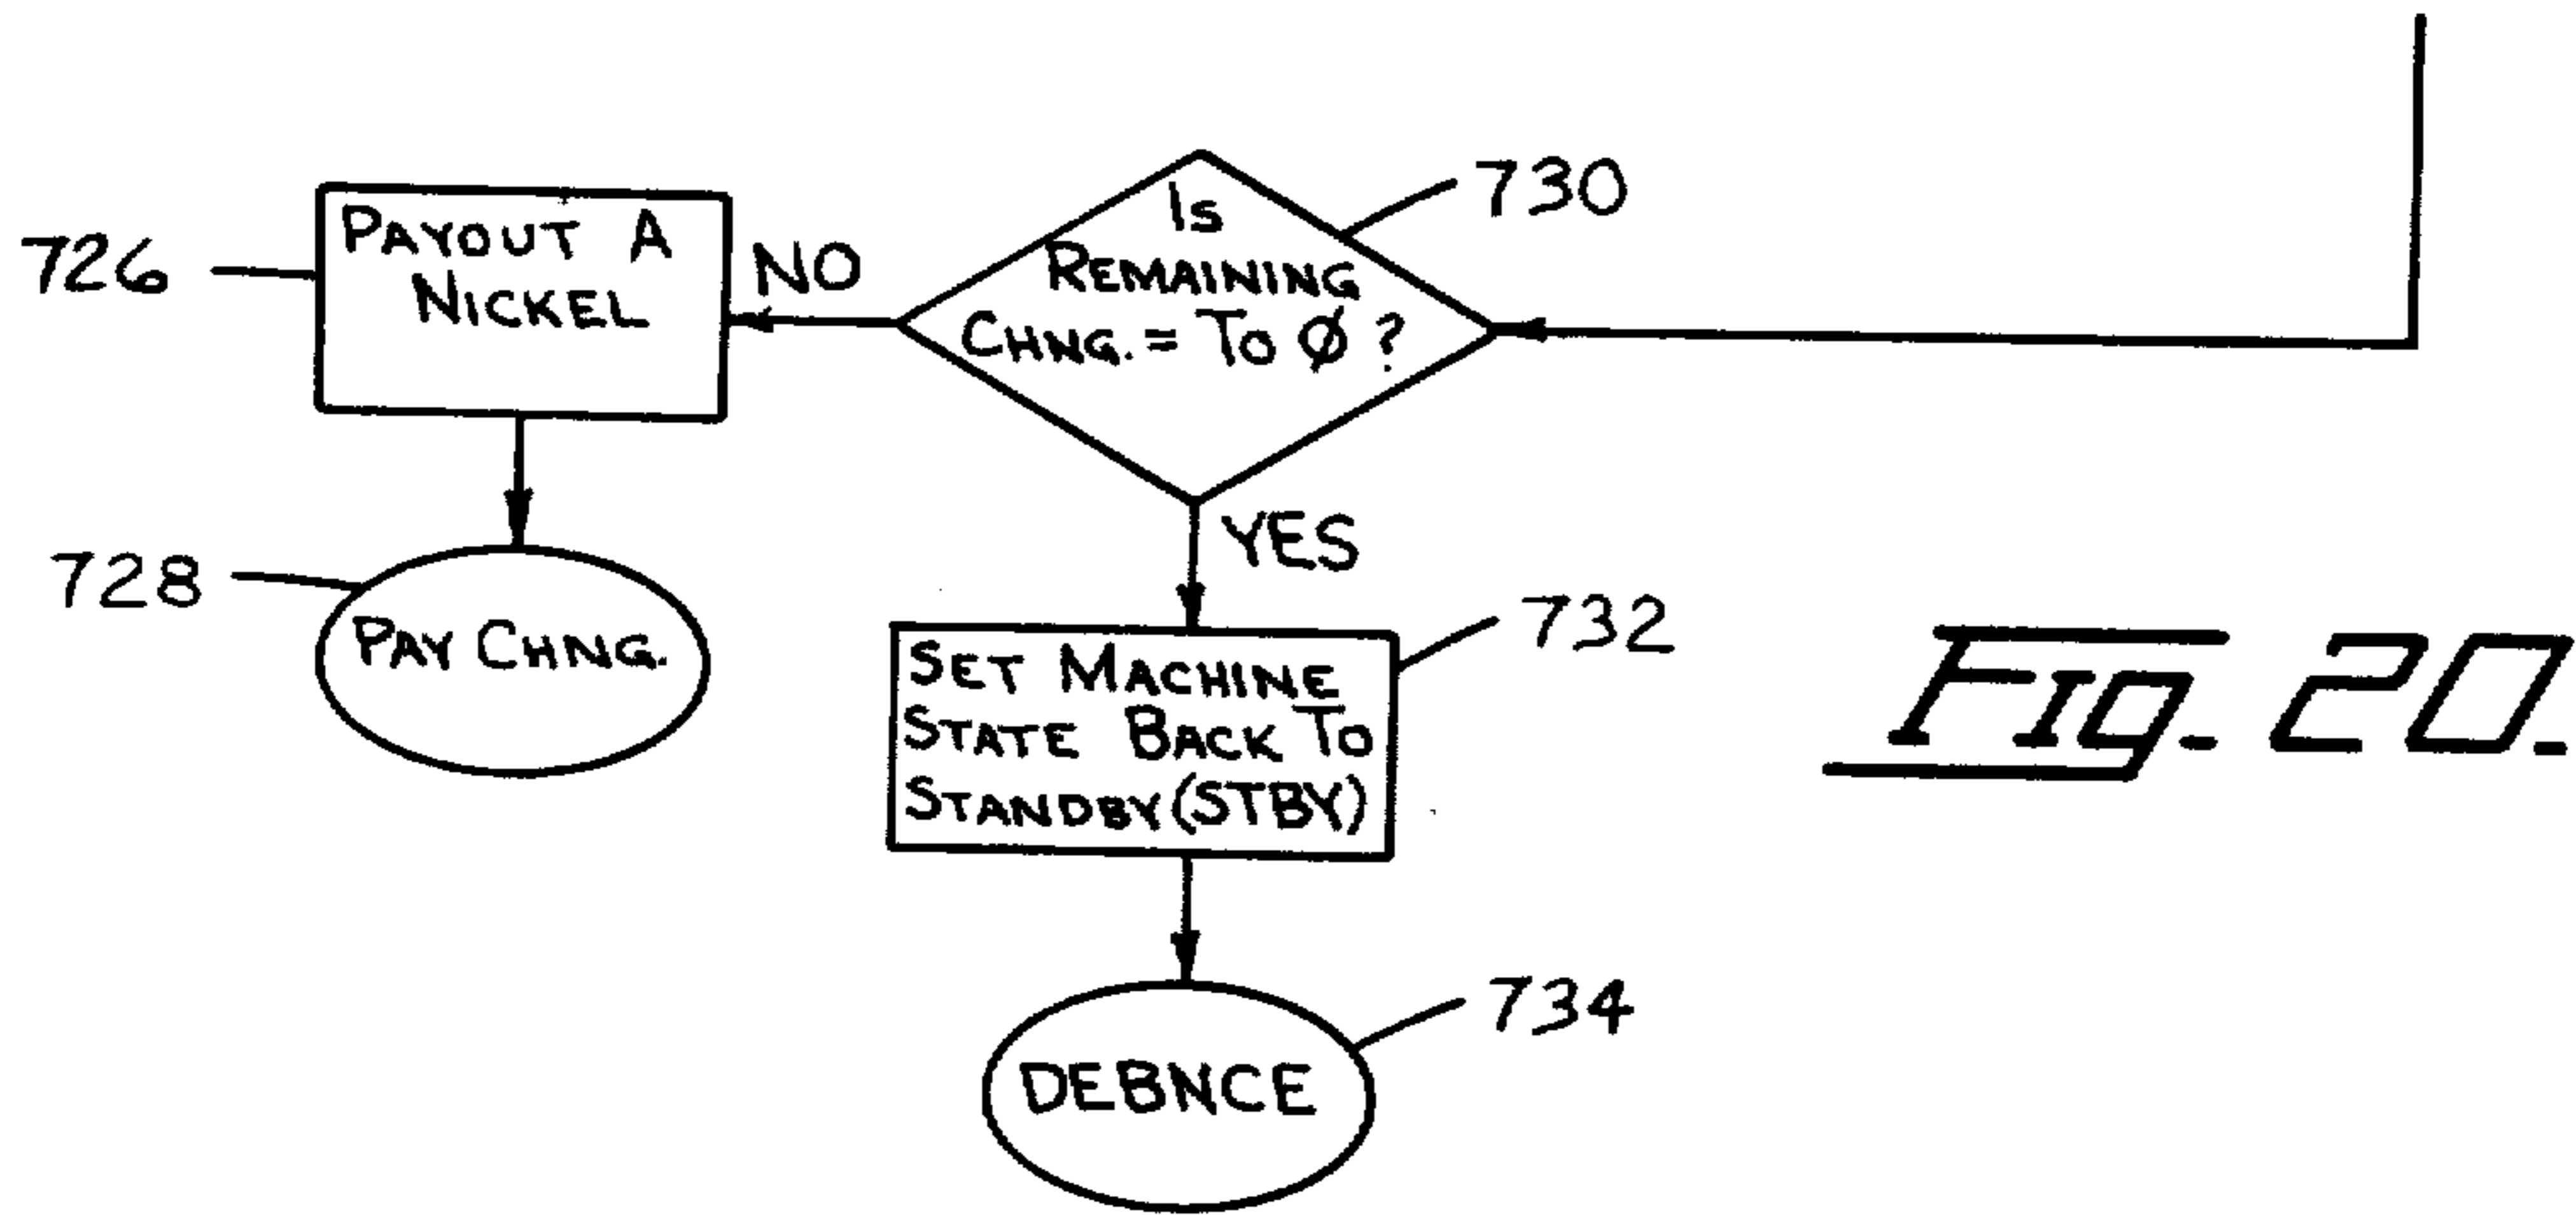 726
PAYOUT A
NICKEL
NO
IS
REMAINING
CHNG. = TO Ø ?
730
728
PAY CHNG.
YES
SET MACHINE
STATE BACK TO
STANDBY (STBY)
732
DEBNCE
734
Fig. 20.